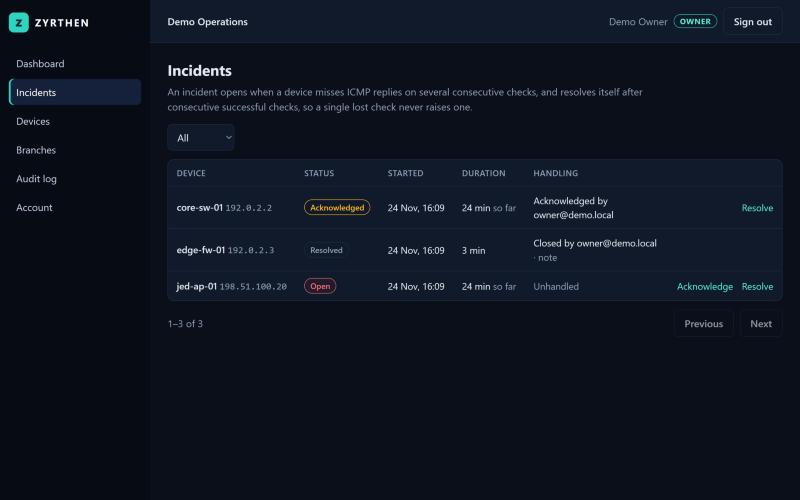 Z ZYRTHEN
Dashboard
Incidents
Devices
Branches
Audit log
Account
Demo Operations
Demo Owner OWNER Sign out
Incidents
An incident opens when a device misses ICMP replies on several consecutive checks, and resolves itself after
consecutive successful checks, so a single lost check never raises one.
All
DEVICE STATUS STARTED DURATION HANDLING
core-sw-01 192.0.2.2 Acknowledged 24 Nov, 16:09 24 min so far Acknowledged by
owner@demo.local Resolve
edge-fw-01 192.0.2.3 Resolved 24 Nov, 16:09 3 min Closed by owner@demo.local
· note
jed-ap-01 198.51.100.20 Open 24 Nov, 16:09 24 min so far Unhandled Acknowledge Resolve
1–3 of 3 Previous Next